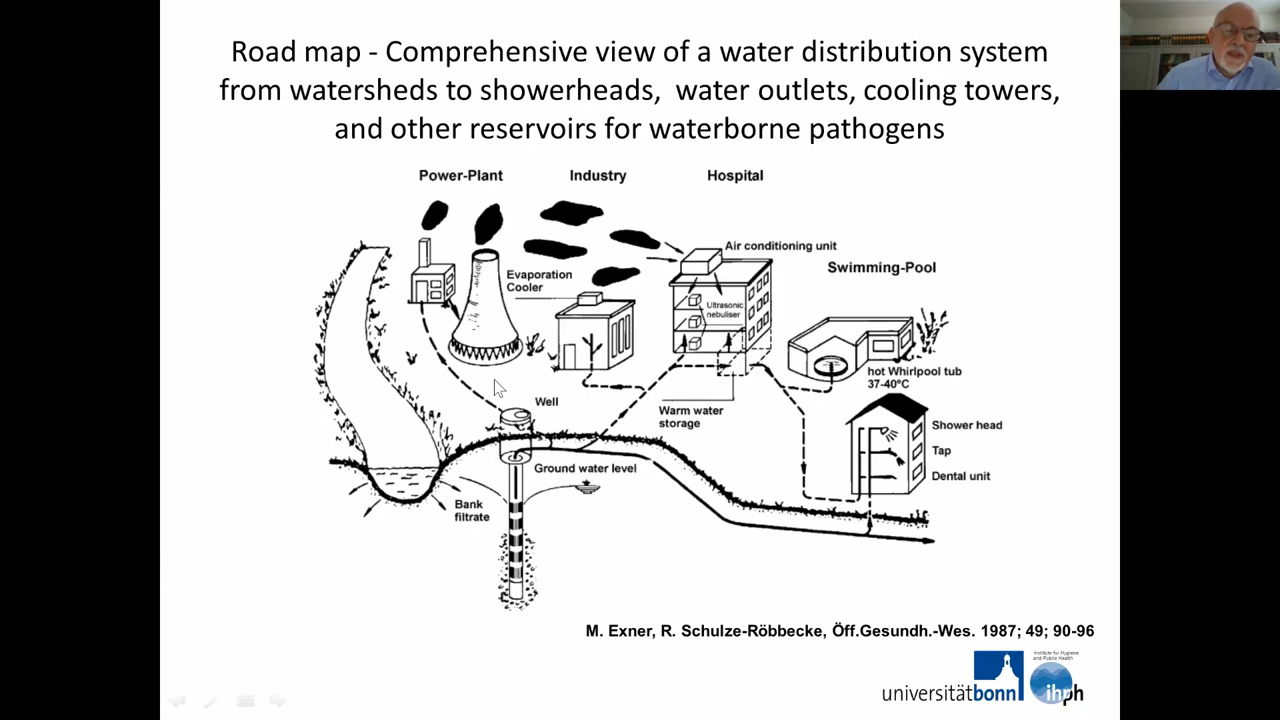 Road map - Comprehensive view of a water distribution system
from watersheds to showerheads, water outlets, cooling towers,
and other reservoirs for waterborne pathogens
Power-Plant
Industry
Hospital
Air conditioning unit
Swimming-Pool
Evaporation
Cooler
Ultrasonic
nebuliser
hot Whirlpool tub
37-40°C
Well
Warm water
storage
Shower head
Tap
Dental unit
Ground water level
Bank
filtrate
M. Exner, R. Schulze-Röbbecke, Öff.Gesundh.-Wes. 1987; 49; 90-96
universitätbonn
Institute for Hygiene
and Public Health
ihph